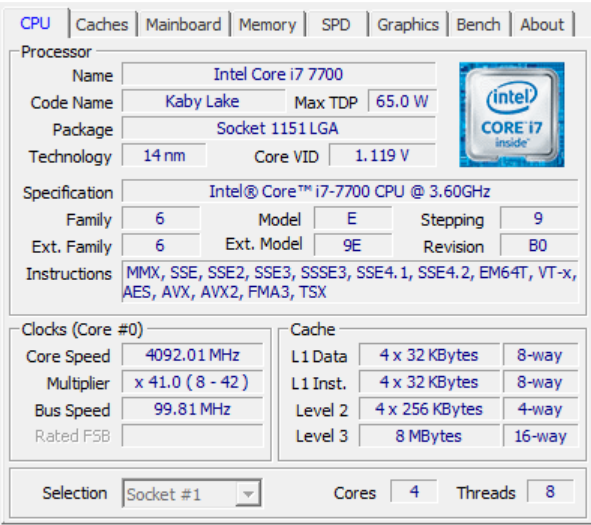 CPU Caches Mainboard Memory SPD Graphics Bench About
Processor
Name Intel Core i7 7700
Code Name Kaby Lake Max TDP 65.0 W
Package Socket 1151 LGA
Technology 14 nm Core VID 1.119 V
(intel)
CORE i7
inside™
Specification Intel® Core™ i7-7700 CPU @ 3.60GHz
Family 6 Model E Stepping 9
Ext. Family 6 Ext. Model 9E Revision B0
Instructions MMX, SSE, SSE2, SSE3, SSSE3, SSE4.1, SSE4.2, EM64T, VT-x,
AES, AVX, AVX2, FMA3, TSX
Clocks (Core #0)
Core Speed 4092.01 MHz
Multiplier x 41.0 ( 8 - 42 )
Bus Speed 99.81 MHz
Rated FSB
Cache
L1 Data 4 x 32 KBytes 8-way
L1 Inst. 4 x 32 KBytes 8-way
Level 2 4 x 256 KBytes 4-way
Level 3 8 MBytes 16-way
Selection Socket #1 Cores 4 Threads 8